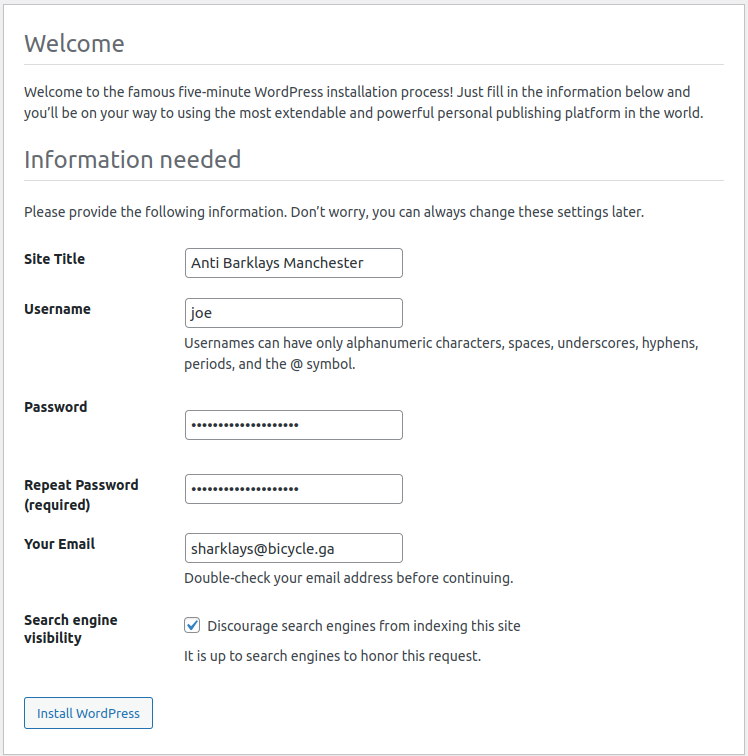 Welcome
Welcome to the famous five-minute WordPress installation process! Just fill in the information below and
you’ll be on your way to using the most extendable and powerful personal publishing platform in the world.
Information needed
Please provide the following information. Don’t worry, you can always change these settings later.
Site Title
Anti Barklays Manchester
Username
joe
Usernames can have only alphanumeric characters, spaces, underscores, hyphens,
periods, and the @ symbol.
Password
••••••••••••••••••••
Repeat Password
(required)
••••••••••••••••••••
Your Email
sharklays@bicycle.ga
Double-check your email address before continuing.
Search engine
visibility
Discourage search engines from indexing this site
It is up to search engines to honor this request.
Install WordPress